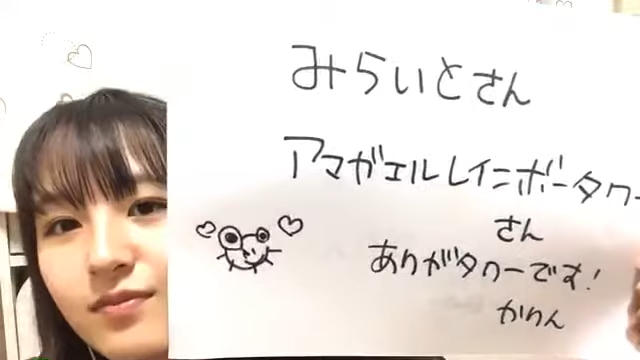 みらいとさん
アマガエルレインボータワー
さん
ありがタワーです!
かりん